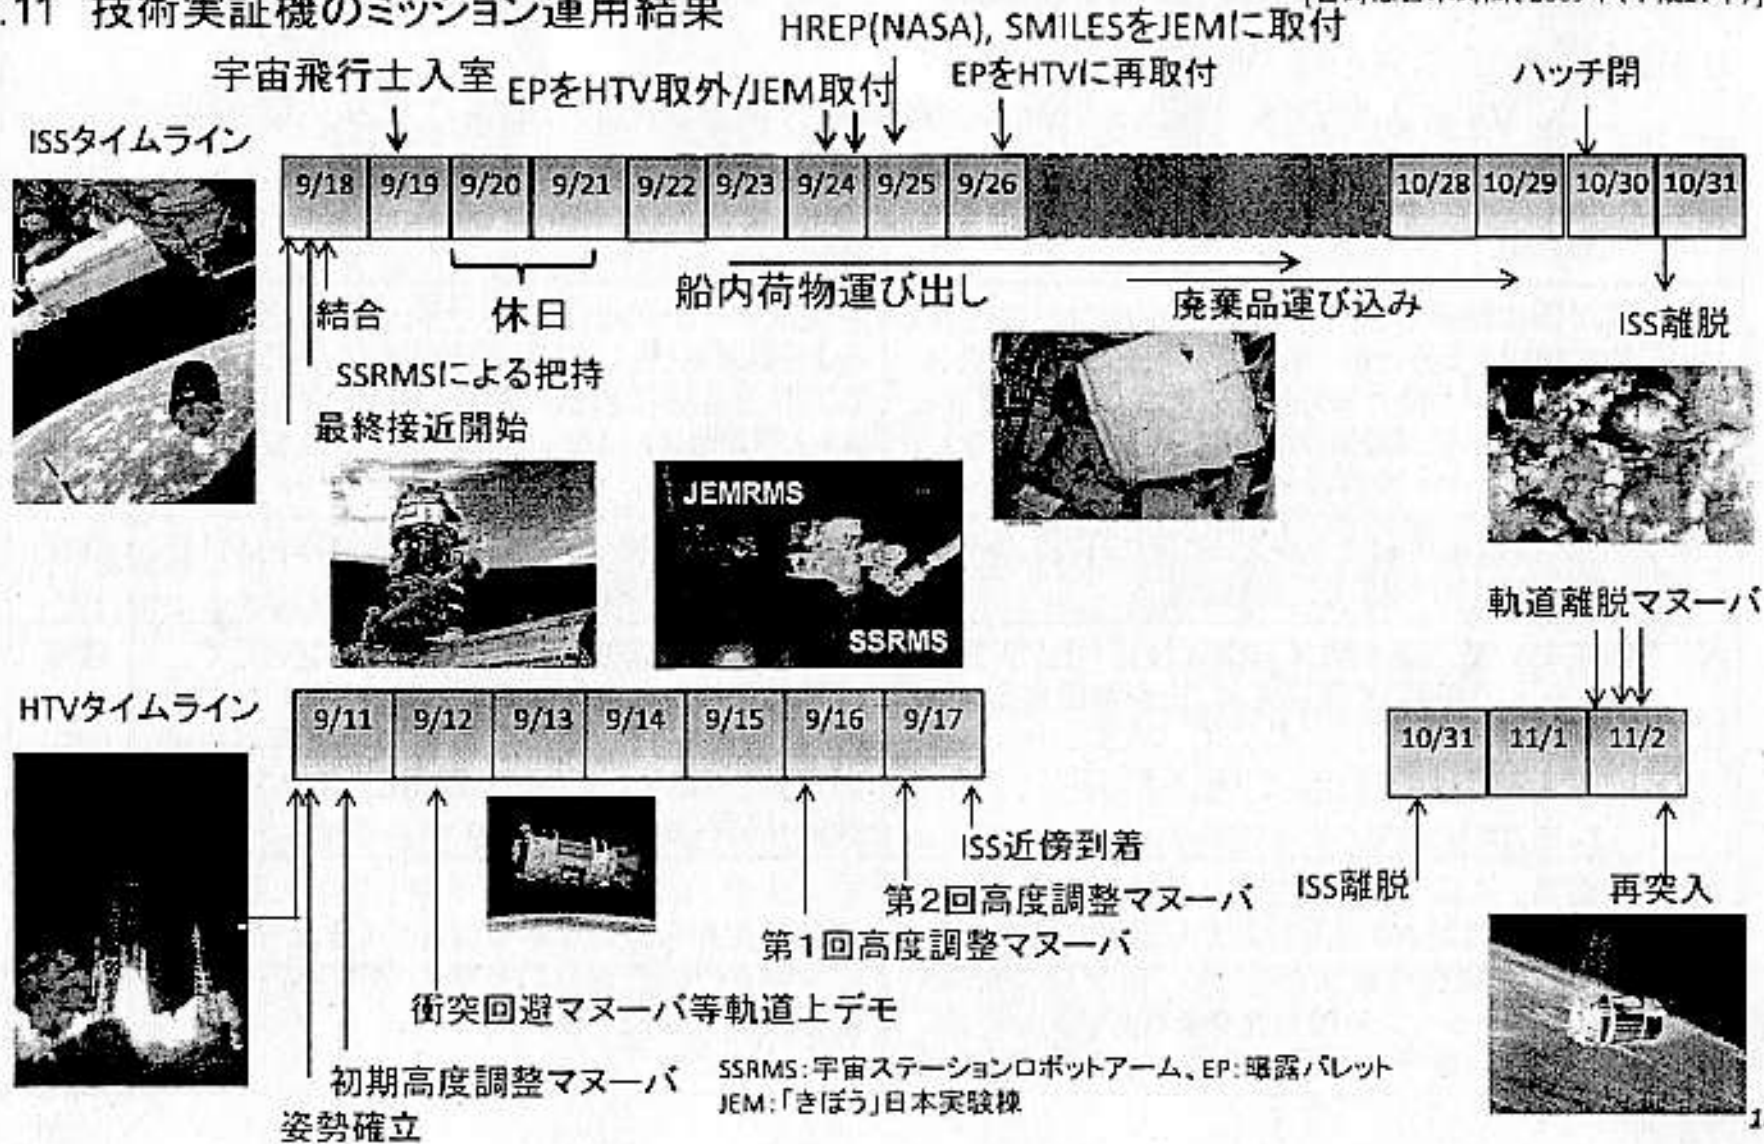 .11 技術実証機のミッション運用結果
HREP(NASA), SMILESをJEMに取付
宇宙飛行士入室
EPをHTV取外/JEM取付
EPをHTVに再取付
ハッチ閉
ISSタイムライン
9/18 9/19 9/20 9/21 9/22 9/23 9/24 9/25 9/26 10/28 10/29 10/30 10/31
結合
休日
船内荷物運び出し
廃棄品運び込み
ISS離脱
SSRMSによる把持
最終接近開始
JEMRMS
SSRMS
軌道離脱マヌーバ
HTVタイムライン
9/11 9/12 9/13 9/14 9/15 9/16 9/17 10/31 11/1 11/2
ISS近傍到着
第2回高度調整マヌーバ
ISS離脱
再突入
第1回高度調整マヌーバ
衝突回避マヌーバ等軌道上デモ
初期高度調整マヌーバ
姿勢確立
SSRMS:宇宙ステーションロボットアーム、EP:曝露パレット
JEM:「きぼう」日本実験棟